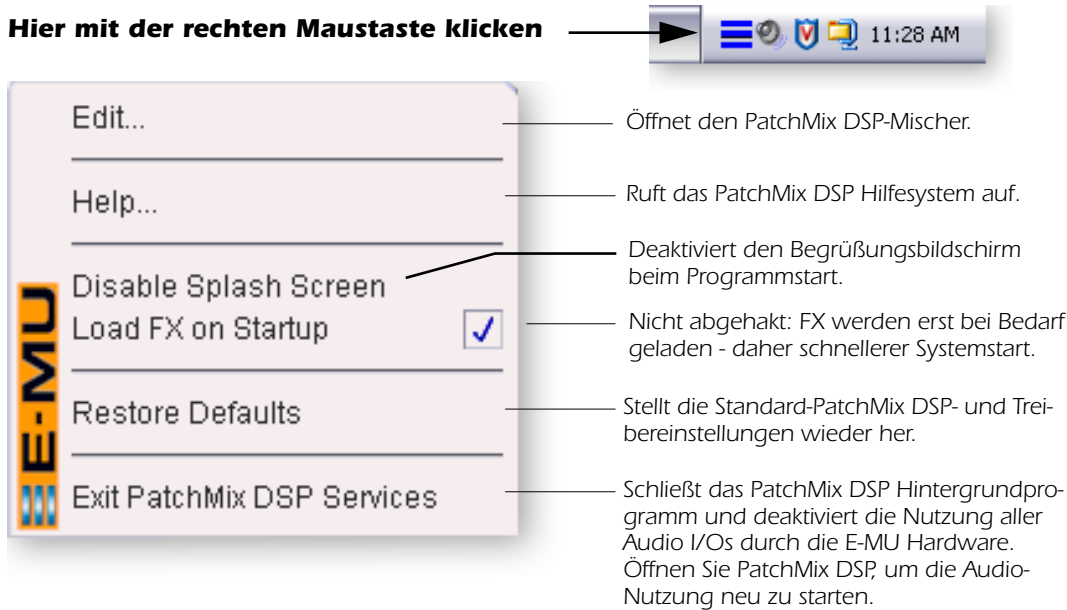 Hier mit der rechten Maustaste klicken
11:28 AM
Edit...
Öffnet den PatchMix DSP-Mischer.
Help...
Ruft das PatchMix DSP Hilfesystem auf.
Disable Splash Screen
Deaktiviert den Begrüßungsbildschirm
beim Programmstart.
Load FX on Startup
Nicht abgehakt: FX werden erst bei Bedarf
geladen - daher schnellerer Systemstart.
Restore Defaults
Stellt die Standard-PatchMix DSP- und Trei-
bereinstellungen wieder her.
Exit PatchMix DSP Services
Schließt das PatchMix DSP Hintergrundpro-
gramm und deaktiviert die Nutzung aller
Audio I/Os durch die E-MU Hardware.
Öffnen Sie PatchMix DSP, um die Audio-
Nutzung neu zu starten.
E-MU